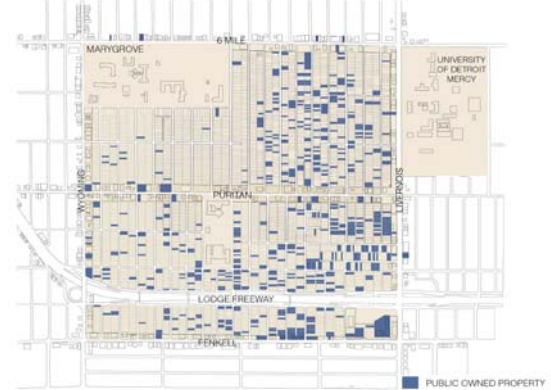 6 MILE
MARYGROVE
UNIVERSITY
OF DETROIT
MERCY
WYOMING
LIVERNOIS
PURITAN
LODGE FREEWAY
FENKELL
PUBLIC OWNED PROPERTY